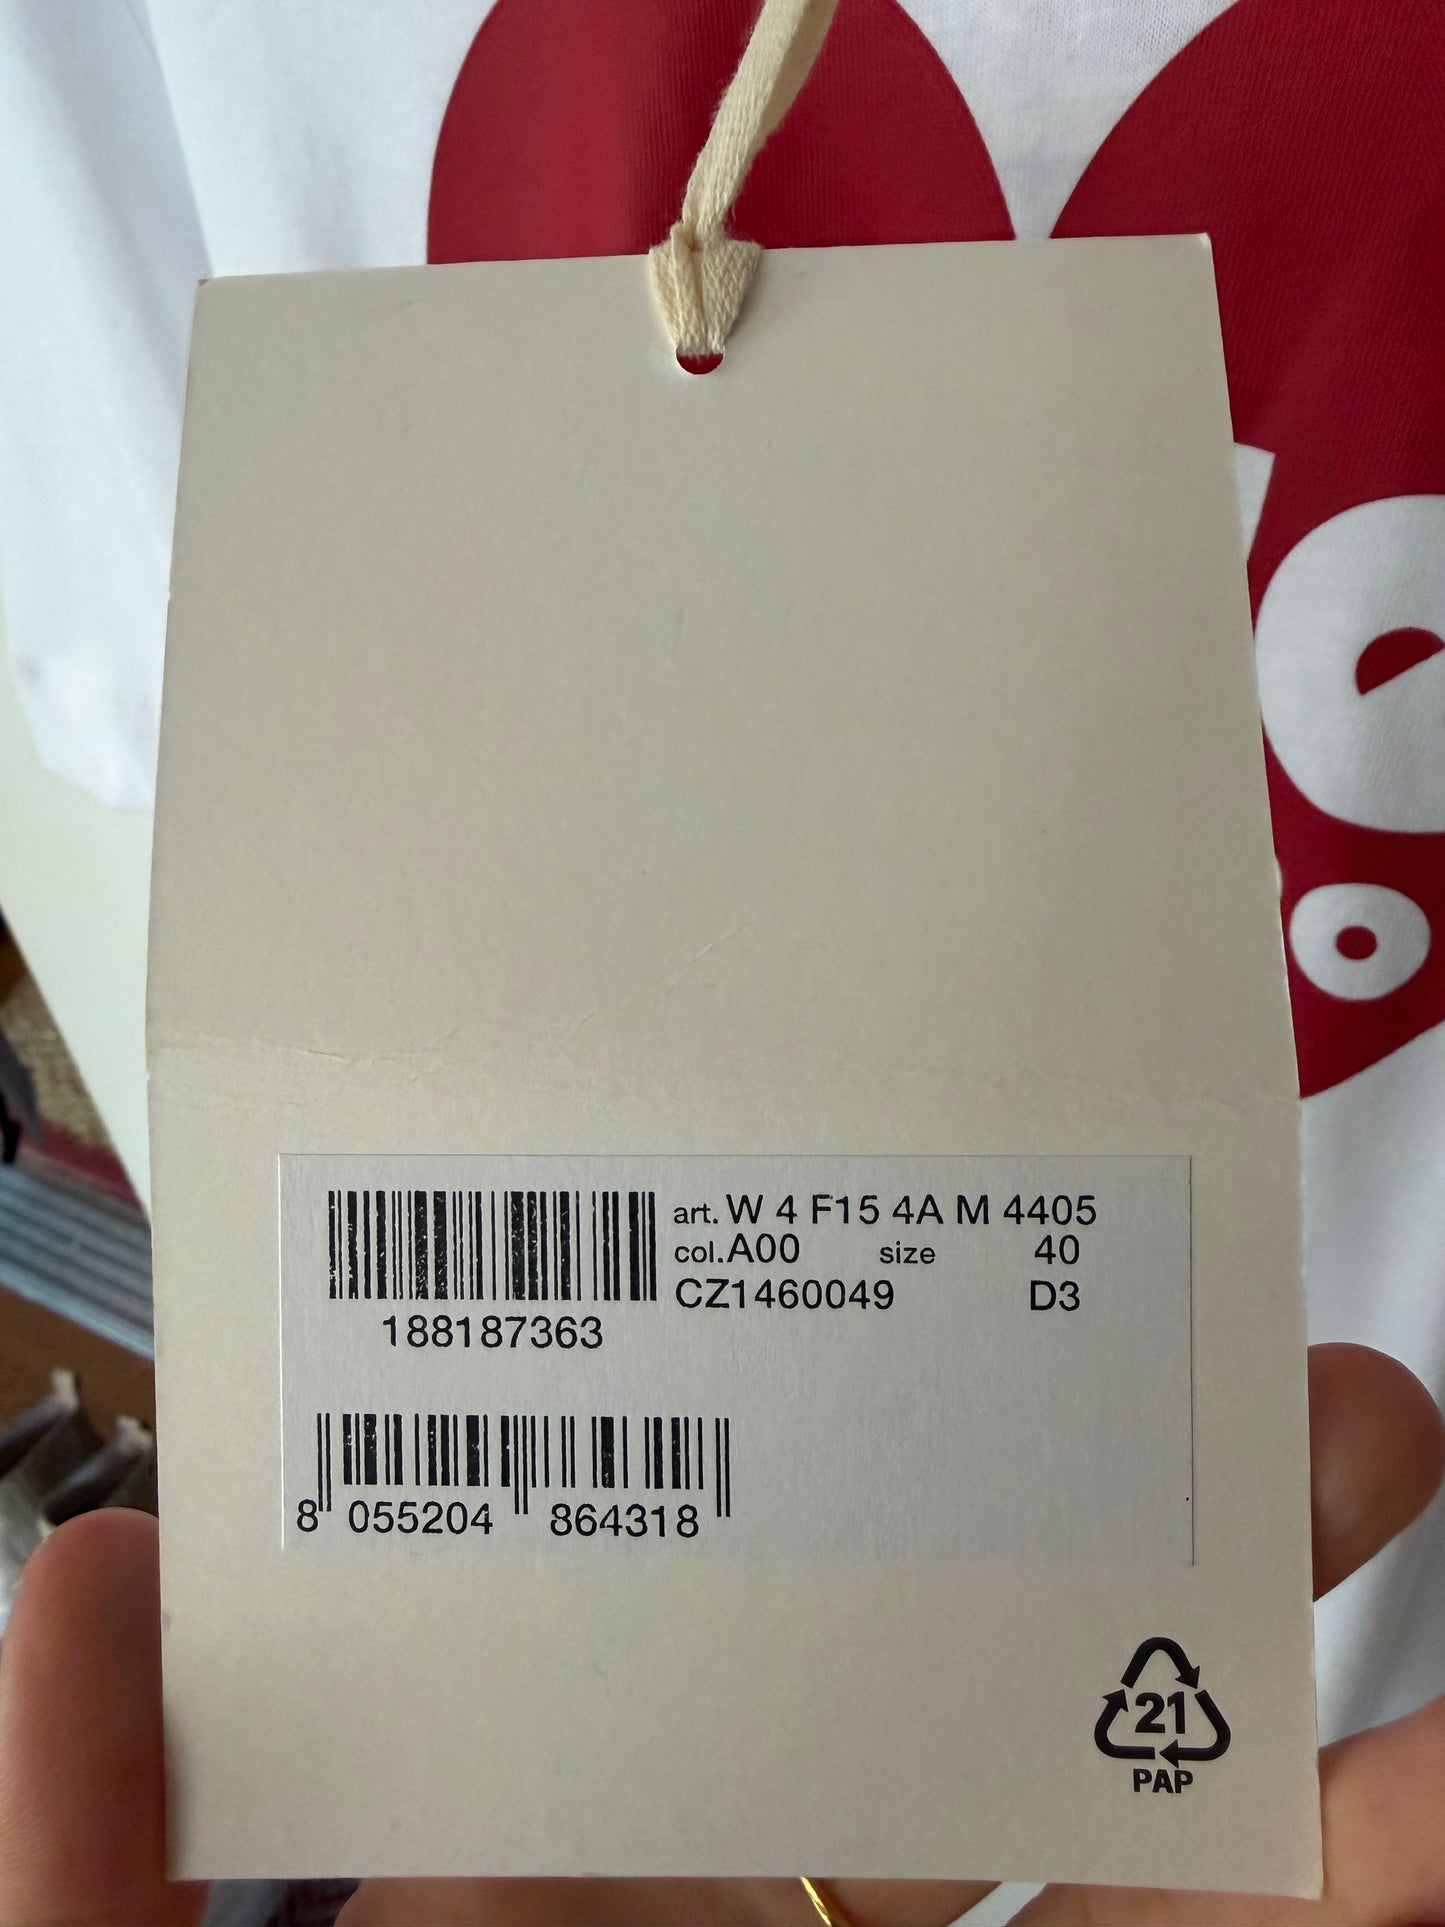 art. W 4 F15 4A M 4405
col. A00 size 40
CZ1460049 D3
188187363
8 055204 864318
21
PAP